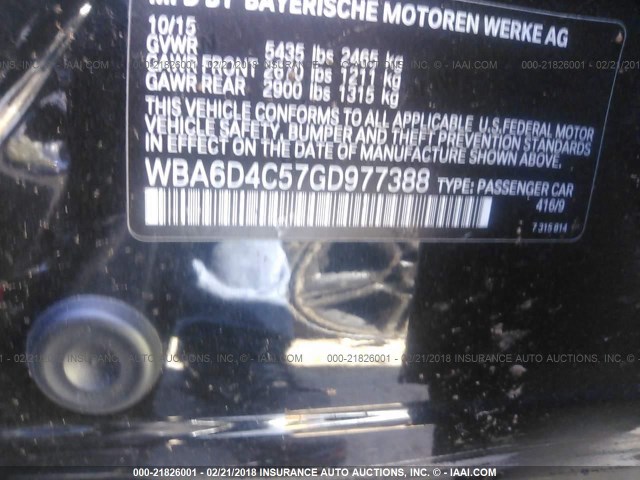 MFD BY BAYERISCHE MOTOREN WERKE AG
10/15
GVWR 5435 lbs 2465 kg
GAWR FRONT 2670 lbs 1211 kg
GAWR REAR 2900 lbs 1315 kg
THIS VEHICLE CONFORMS TO ALL APPLICABLE U.S.FEDERAL MOTOR
VEHICLE SAFETY, BUMPER AND THEFT PREVENTION STANDARDS
IN EFFECT ON THE DATE OF MANUFACTURE SHOWN ABOVE.
WBA6D4C57GD977388 TYPE: PASSENGER CAR
416/9
7 315 814
000-21826001 - 02/21/2018 INSURANCE AUTO AUCTIONS, INC. - © - IAAI.COM